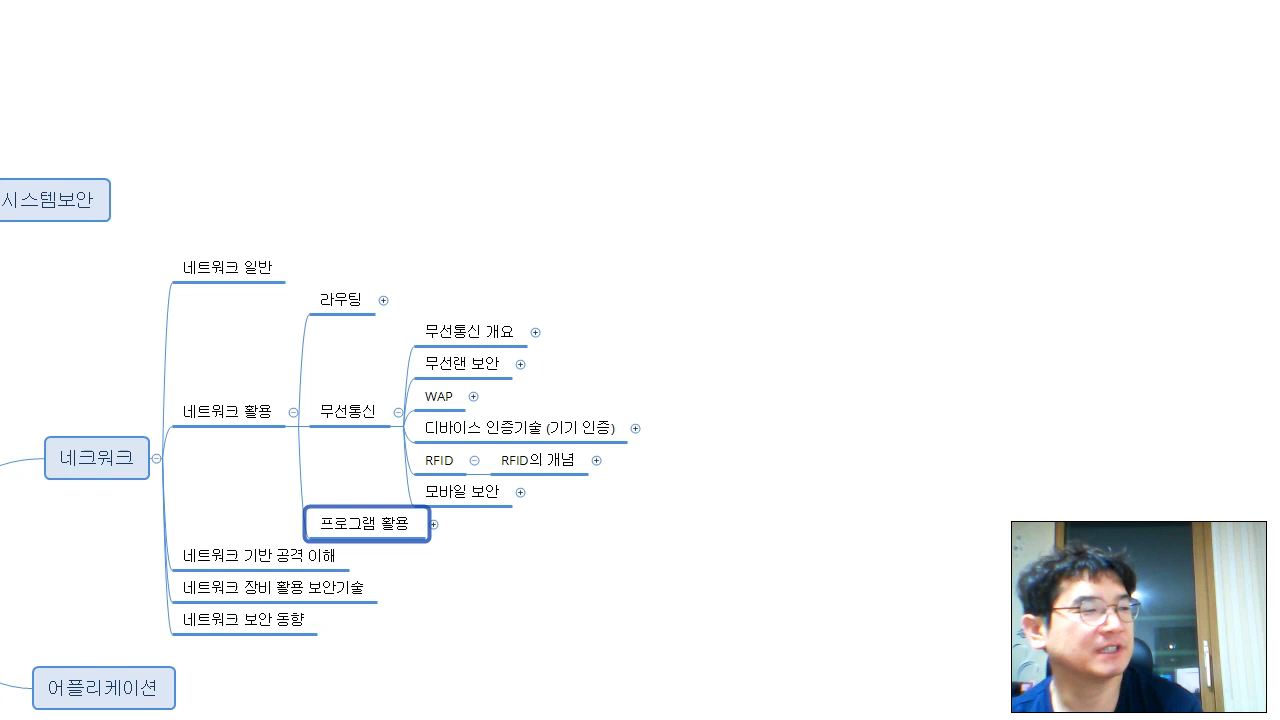 시스템보안
네트워크 일반
라우팅
무선통신 개요
무선랜 보안
WAP
네트워크 활용
무선통신
디바이스 인증기술 (기기 인증)
네크워크
RFID
RFID의 개념
모바일 보안
프로그램 활용
네트워크 기반 공격 이해
네트워크 장비 활용 보안기술
네트워크 보안 동향
어플리케이션